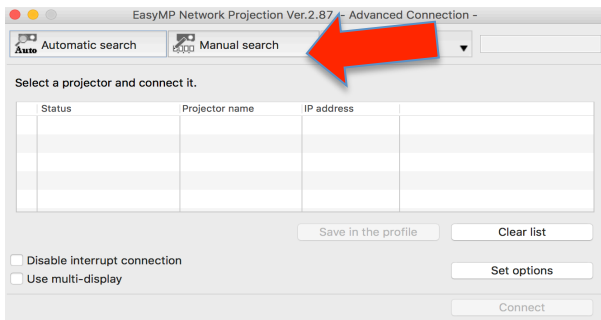 EasyMP Network Projection Ver.2.87 - Advanced Connection -
Auto Automatic search Manual search
Select a projector and connect it.
Status Projector name IP address
Save in the profile Clear list
Disable interrupt connection
Use multi-display
Set options
Connect